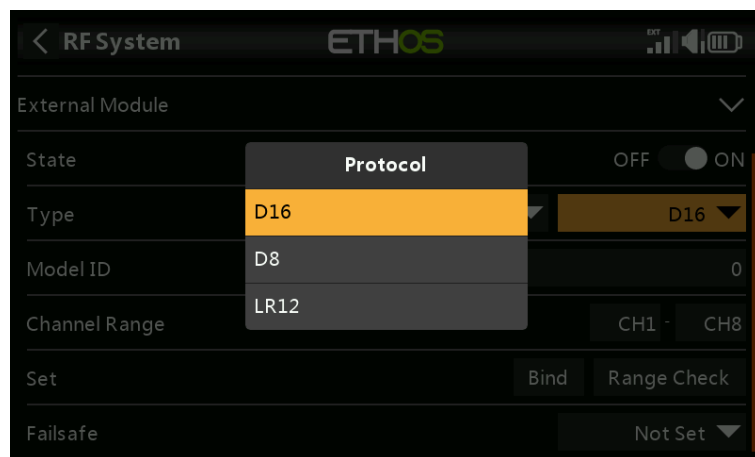 RF System
ETHOS
EXT
External Module
State
OFF
ON
Protocol
Type
D16
D16
Model ID
D8
0
LR12
Channel Range
CH1 - CH8
Set
Bind
Range Check
Failsafe
Not Set